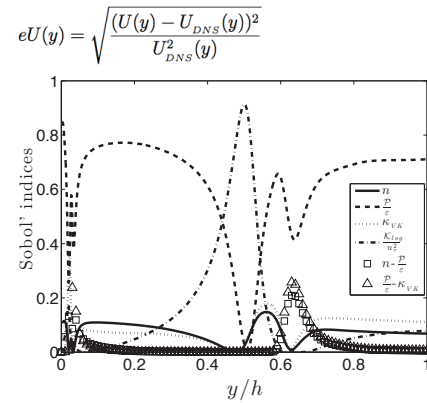 eU(y) = √((U(y) − U_DNS(y))² / U²_DNS(y))
1
0.8
0.6
0.4
0.2
0
0 0.2 0.4 0.6 0.8 1
Sobol' indices
y/h
n
P/ε
κ_VK
K_log/u²_τ
n-P/ε
P/ε-κ_VK